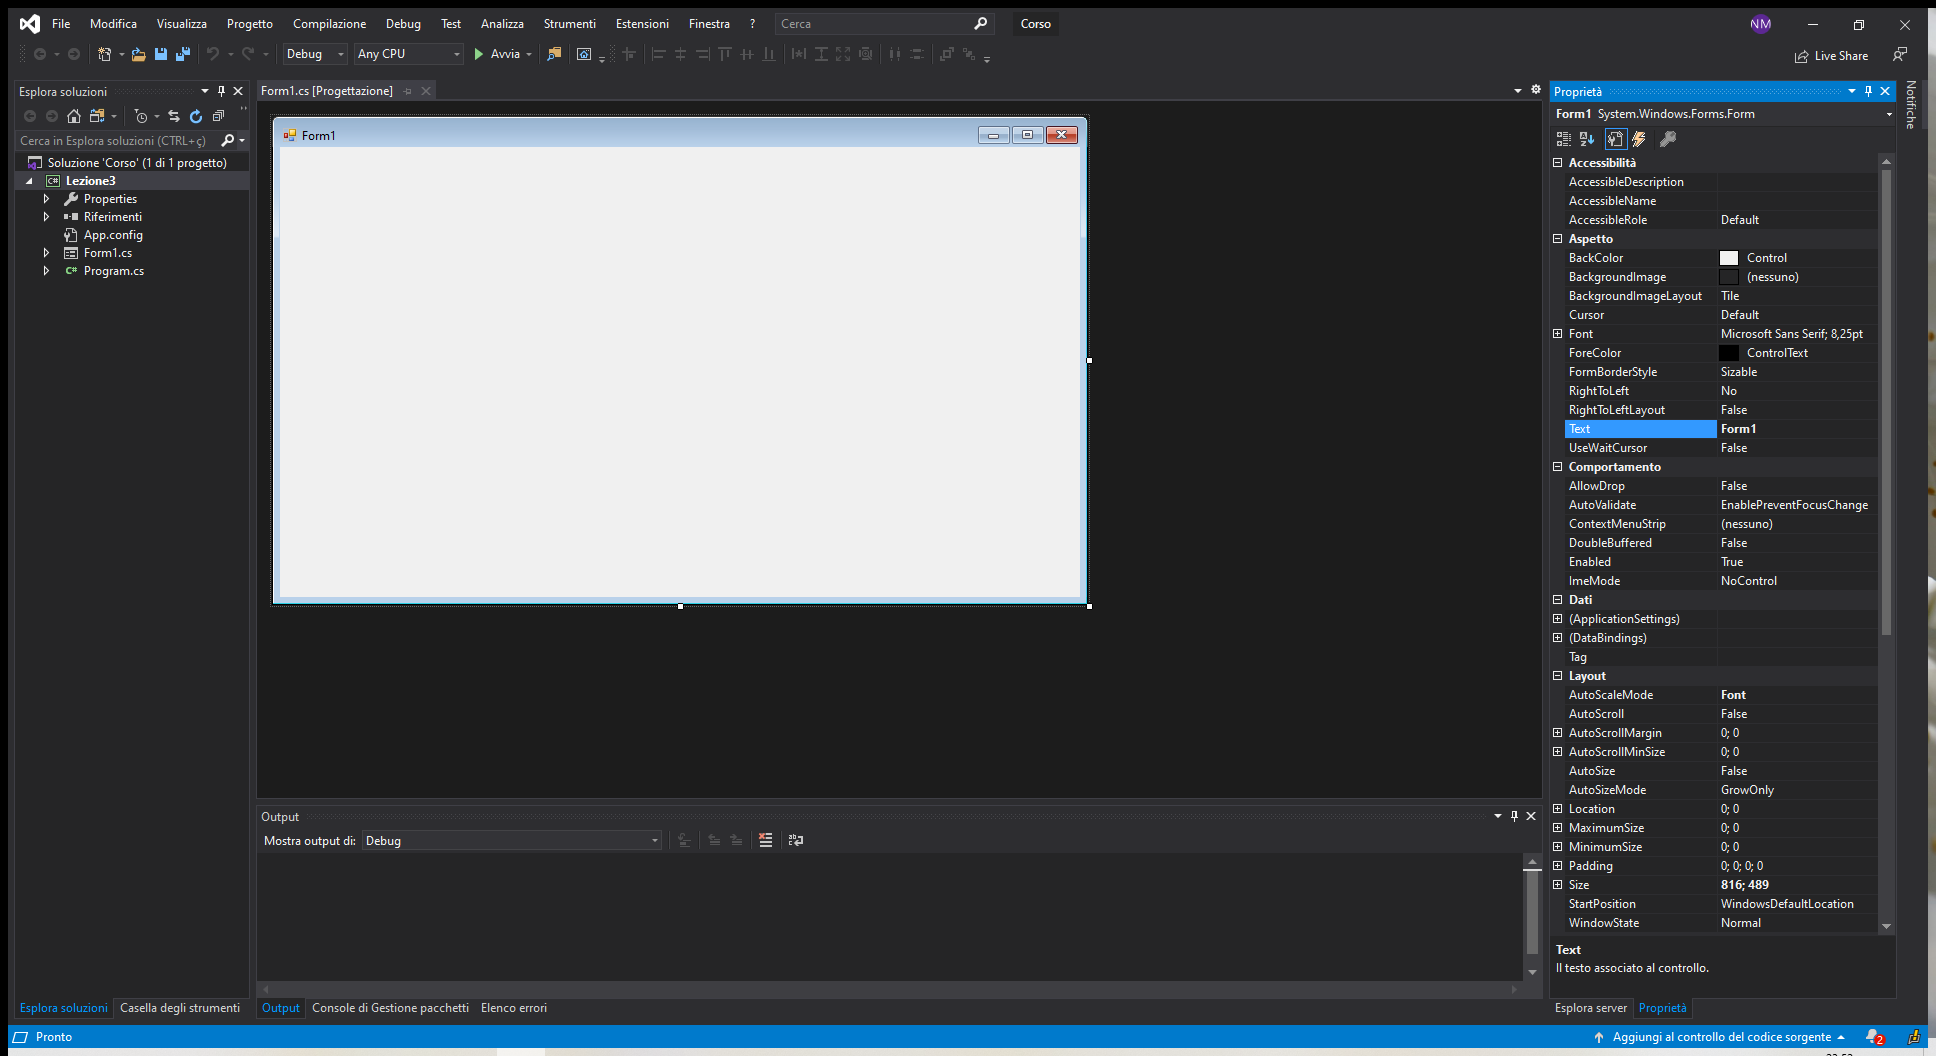 File Modifica Visualizza Progetto Compilazione Debug Test Analizza Strumenti Estensioni Finestra ? Cerca Corso NM
Debug Any CPU Avvia Live Share
Esplora soluzioni
Cerca in Esplora soluzioni (CTRL+ç)
Soluzione 'Corso' (1 di 1 progetto)
C# Lezione3
Properties
Riferimenti
App.config
Form1.cs
C# Program.cs
Esplora soluzioni Casella degli strumenti
Form1.cs [Progettazione]
Form1
Output
Mostra output di: Debug
Output Console di Gestione pacchetti Elenco errori
Proprietà
Form1 System.Windows.Forms.Form
Accessibilità
AccessibleDescription
AccessibleName
AccessibleRole Default
Aspetto
BackColor Control
BackgroundImage (nessuno)
BackgroundImageLayout Tile
Cursor Default
Font Microsoft Sans Serif; 8,25pt
ForeColor ControlText
FormBorderStyle Sizable
RightToLeft No
RightToLeftLayout False
Text Form1
UseWaitCursor False
Comportamento
AllowDrop False
AutoValidate EnablePreventFocusChange
ContextMenuStrip (nessuno)
DoubleBuffered False
Enabled True
ImeMode NoControl
Dati
(ApplicationSettings)
(DataBindings)
Tag
Layout
AutoScaleMode Font
AutoScroll False
AutoScrollMargin 0; 0
AutoScrollMinSize 0; 0
AutoSize False
AutoSizeMode GrowOnly
Location 0; 0
MaximumSize 0; 0
MinimumSize 0; 0
Padding 0; 0; 0; 0
Size 816; 489
StartPosition WindowsDefaultLocation
WindowState Normal
Text
Il testo associato al controllo.
Esplora server Proprietà
Notifiche
Pronto Aggiungi al controllo del codice sorgente 2